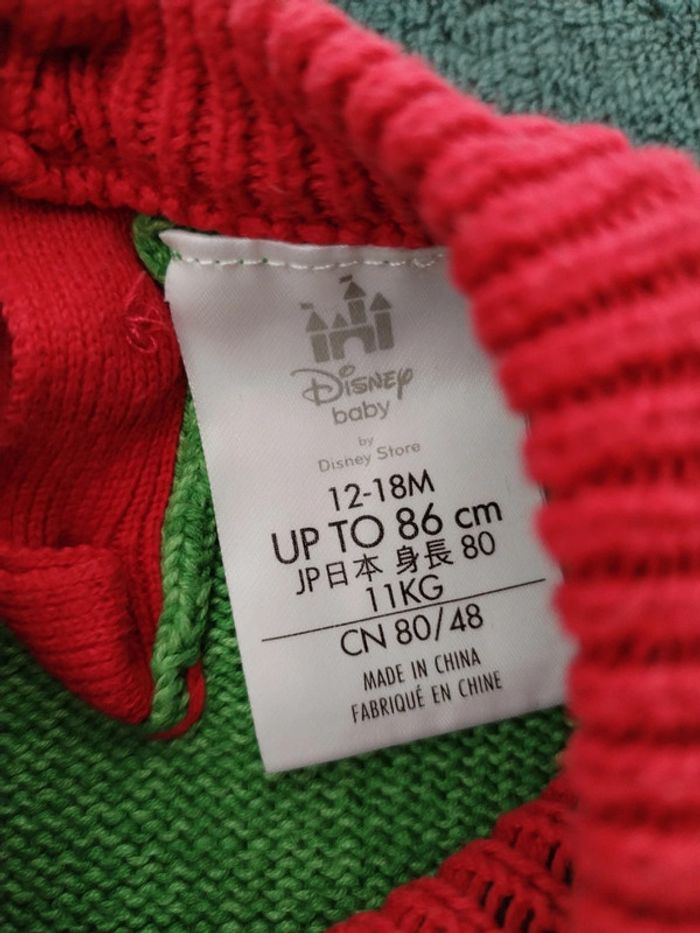 Disney
baby
by
Disney Store
12-18M
UP TO 86 cm
JP日本 身長 80
11KG
CN 80/48
MADE IN CHINA
FABRIQUÉ EN CHINE